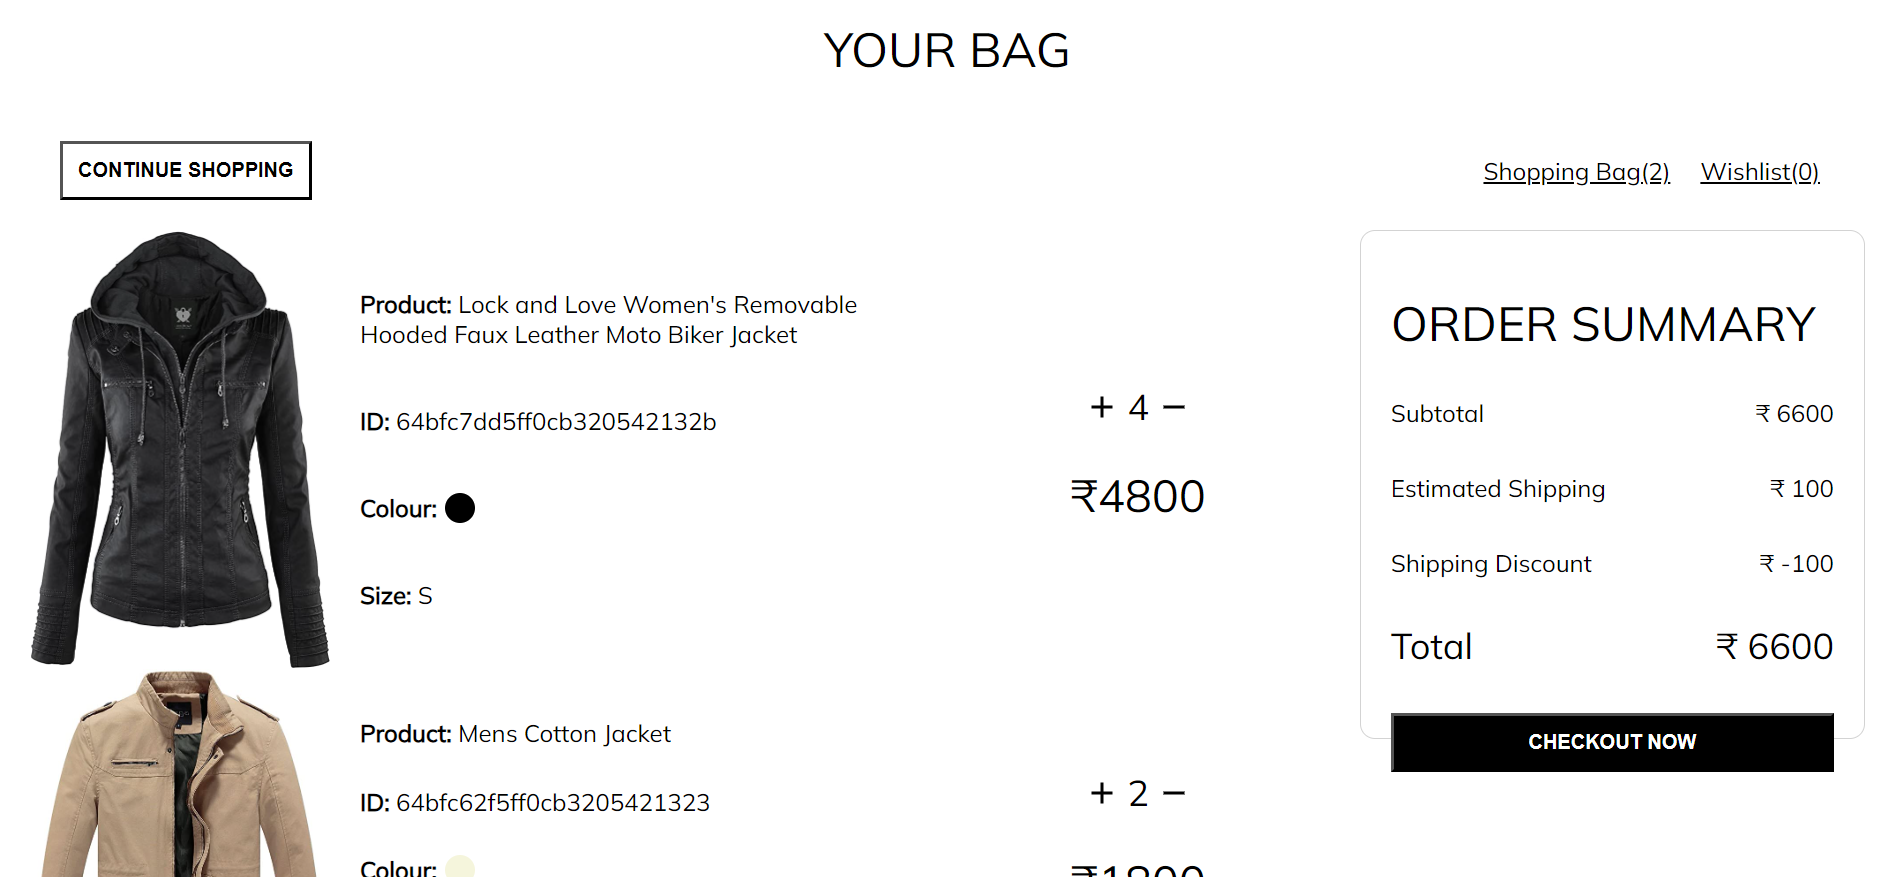 YOUR BAG
CONTINUE SHOPPING
Shopping Bag(2) Wishlist(0)
Product: Lock and Love Women's Removable
Hooded Faux Leather Moto Biker Jacket
ID: 64bfc7dd5ff0cb320542132b
Colour:
Size: S
+ 4 −
₹4800
Product: Mens Cotton Jacket
ID: 64bfc62f5ff0cb3205421323
Colour:
+ 2 −
₹1800
ORDER SUMMARY
Subtotal ₹ 6600
Estimated Shipping ₹ 100
Shipping Discount ₹ -100
Total ₹ 6600
CHECKOUT NOW